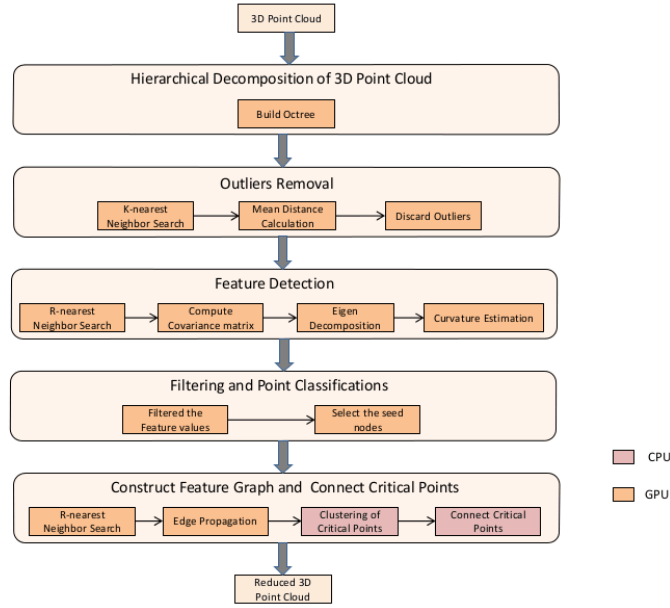 3D Point Cloud
Hierarchical Decomposition of 3D Point Cloud
Build Octree
Outliers Removal
K-nearest
Neighbor Search
Mean Distance
Calculation
Discard Outliers
Feature Detection
R-nearest
Neighbor Search
Compute
Covariance matrix
Eigen
Decomposition
Curvature Estimation
Filtering and Point Classifications
Filtered the
Feature values
Select the seed
nodes
Construct Feature Graph and Connect Critical Points
R-nearest
Neighbor Search
Edge Propagation
Clustering of
Critical Points
Connect Critical
Points
Reduced 3D
Point Cloud
CPU
GPU